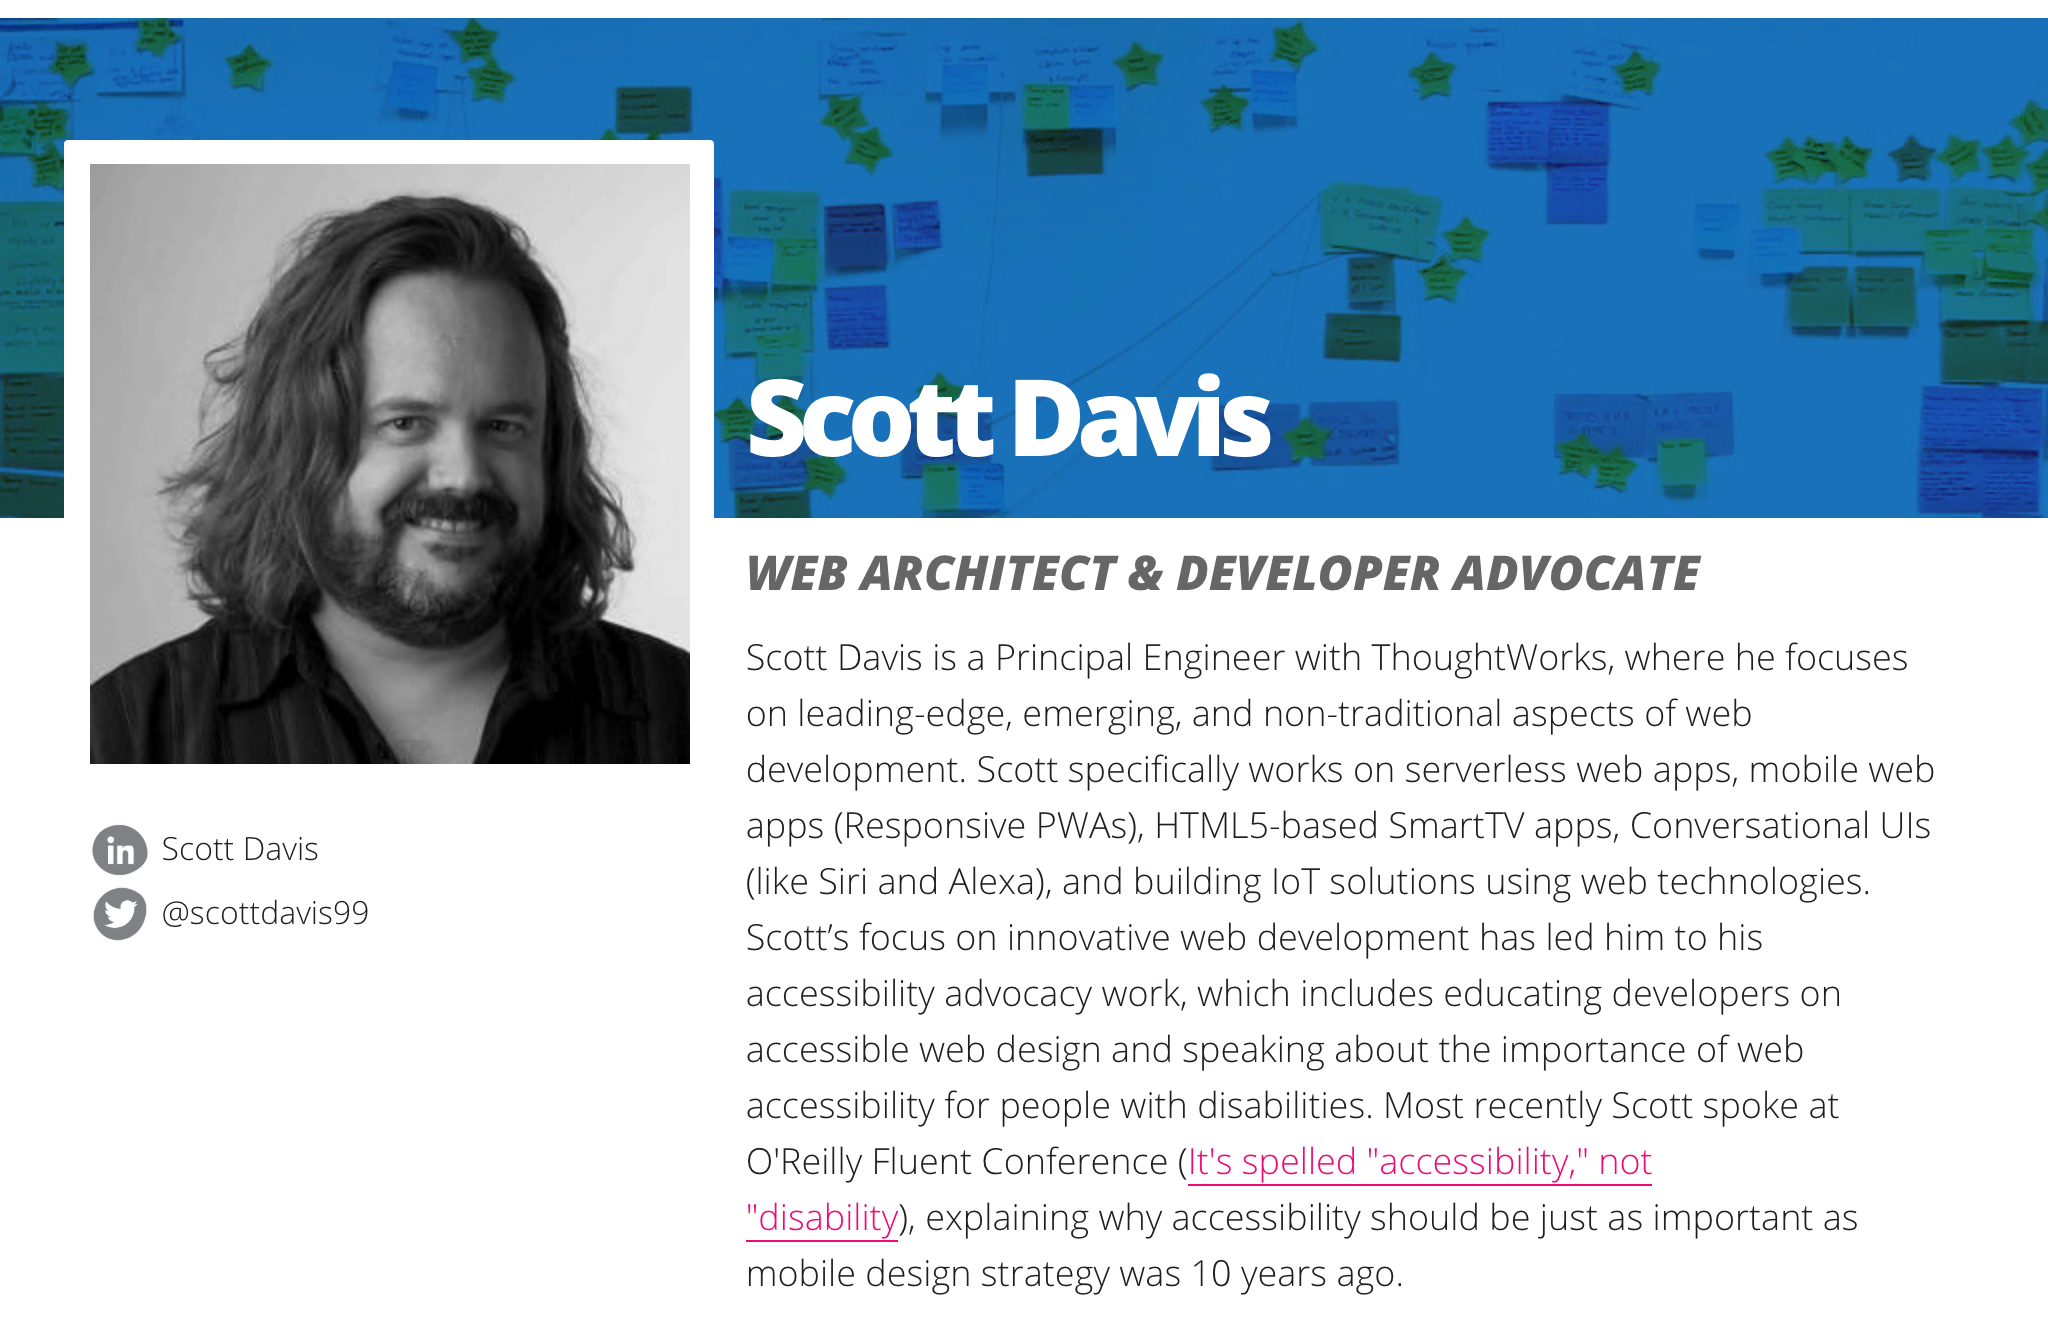 Scott Davis
WEB ARCHITECT & DEVELOPER ADVOCATE
Scott Davis is a Principal Engineer with ThoughtWorks, where he focuses
on leading-edge, emerging, and non-traditional aspects of web
development. Scott specifically works on serverless web apps, mobile web
apps (Responsive PWAs), HTML5-based SmartTV apps, Conversational UIs
(like Siri and Alexa), and building IoT solutions using web technologies.
Scott’s focus on innovative web development has led him to his
accessibility advocacy work, which includes educating developers on
accessible web design and speaking about the importance of web
accessibility for people with disabilities. Most recently Scott spoke at
O'Reilly Fluent Conference (It's spelled "accessibility," not
"disability), explaining why accessibility should be just as important as
mobile design strategy was 10 years ago.
in Scott Davis
@scottdavis99